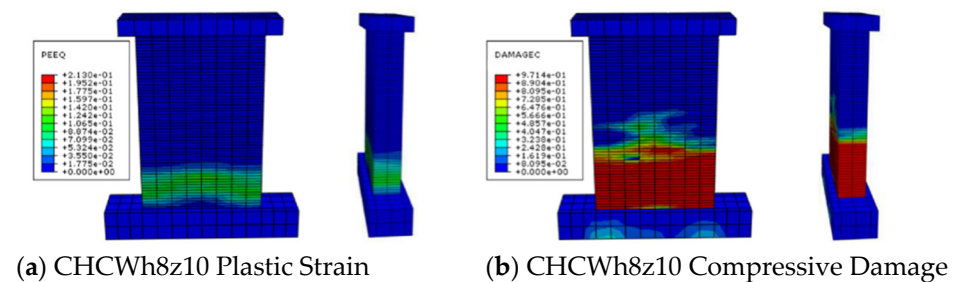 PEEQ
+2.130e-01
+1.952e-01
+1.775e-01
+1.597e-01
+1.420e-01
+1.242e-01
+1.065e-01
+8.874e-02
+7.099e-02
+5.324e-02
+3.550e-02
+1.775e-02
+0.000e+00
DAMAGEC
+9.714e-01
+8.904e-01
+8.095e-01
+7.285e-01
+6.476e-01
+5.666e-01
+4.857e-01
+4.047e-01
+3.238e-01
+2.428e-01
+1.619e-01
+8.095e-02
+0.000e+00
(a) CHCWh8z10 Plastic Strain
(b) CHCWh8z10 Compressive Damage